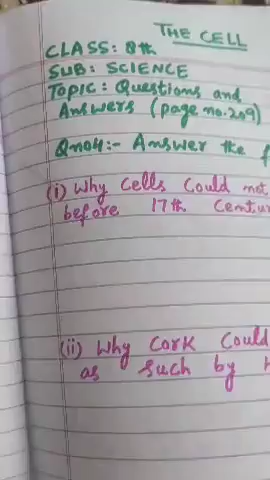 THE CELL
CLASS: 8th
SUB: SCIENCE
TOPIC: Questions and
Answers (page no. 209)
Qno4:- Answer the
(i) Why Cells Could not
before 17th Centu
(ii) Why Cork Could
as such by